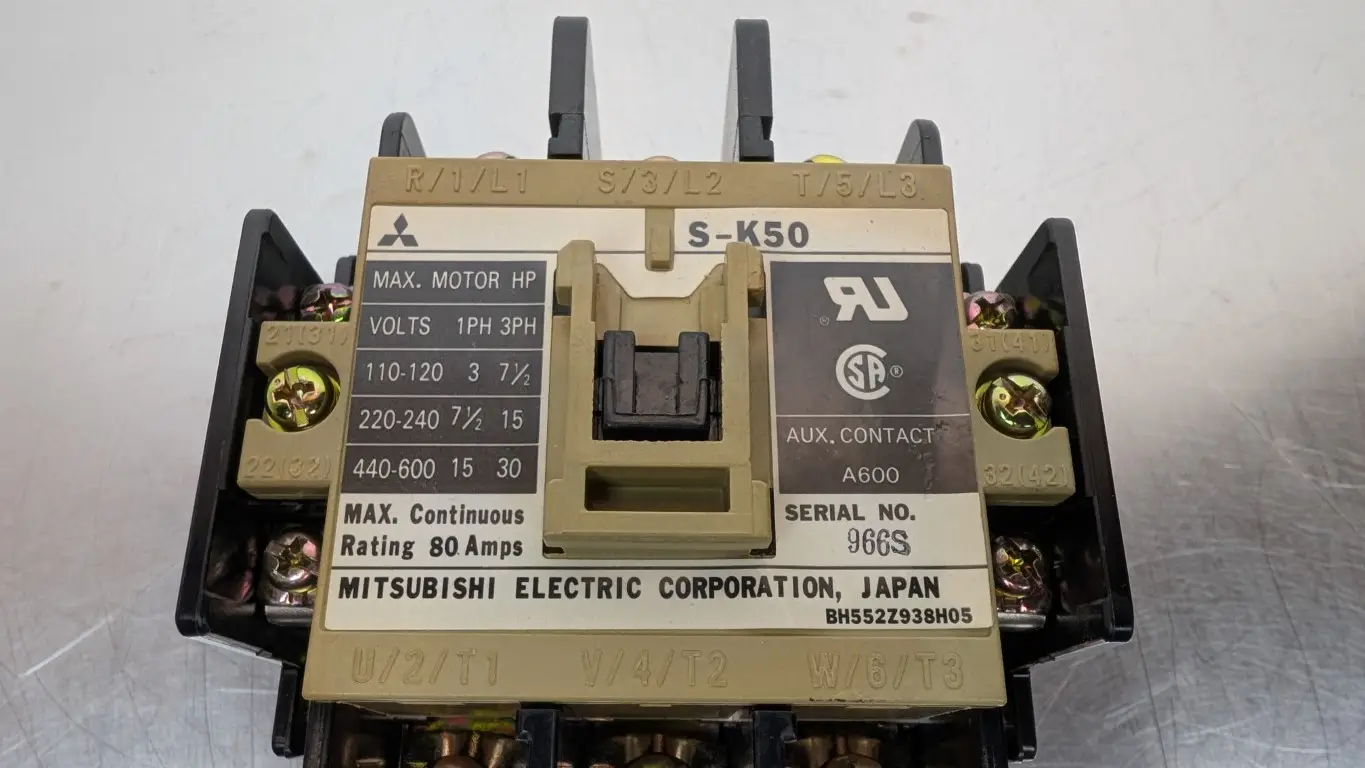 R/1/L1 S/3/L2 T/5/L3
S-K50
MAX. MOTOR HP
VOLTS 1PH 3PH
110-120 3 7½
220-240 7½ 15
440-600 15 30
MAX. Continuous
Rating 80 Amps
RU ®
SA ®
AUX. CONTACT
A600
SERIAL NO.
966S
MITSUBISHI ELECTRIC CORPORATION, JAPAN
BH552Z938H05
21(31)
22(32)
31(41)
32(42)
U/2/T1 V/4/T2 W/6/T3